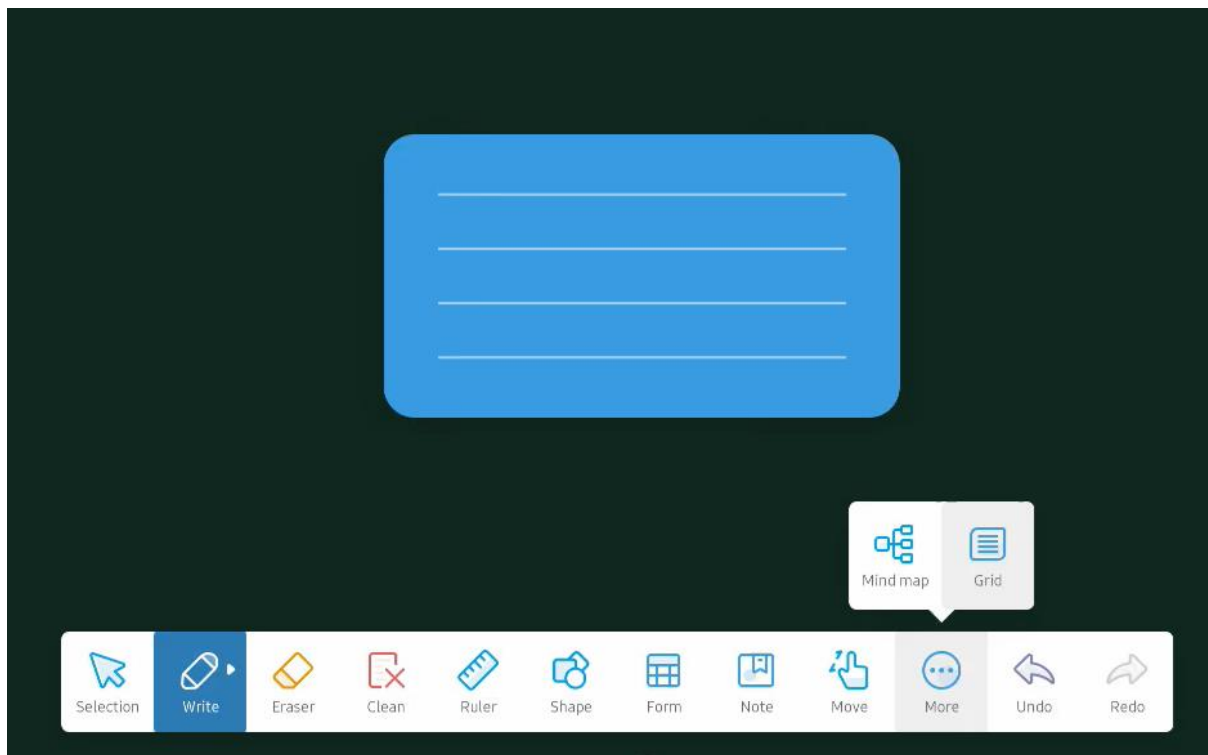 Mind map Grid
Selection Write Eraser Clean Ruler Shape Form Note Move More Undo Redo